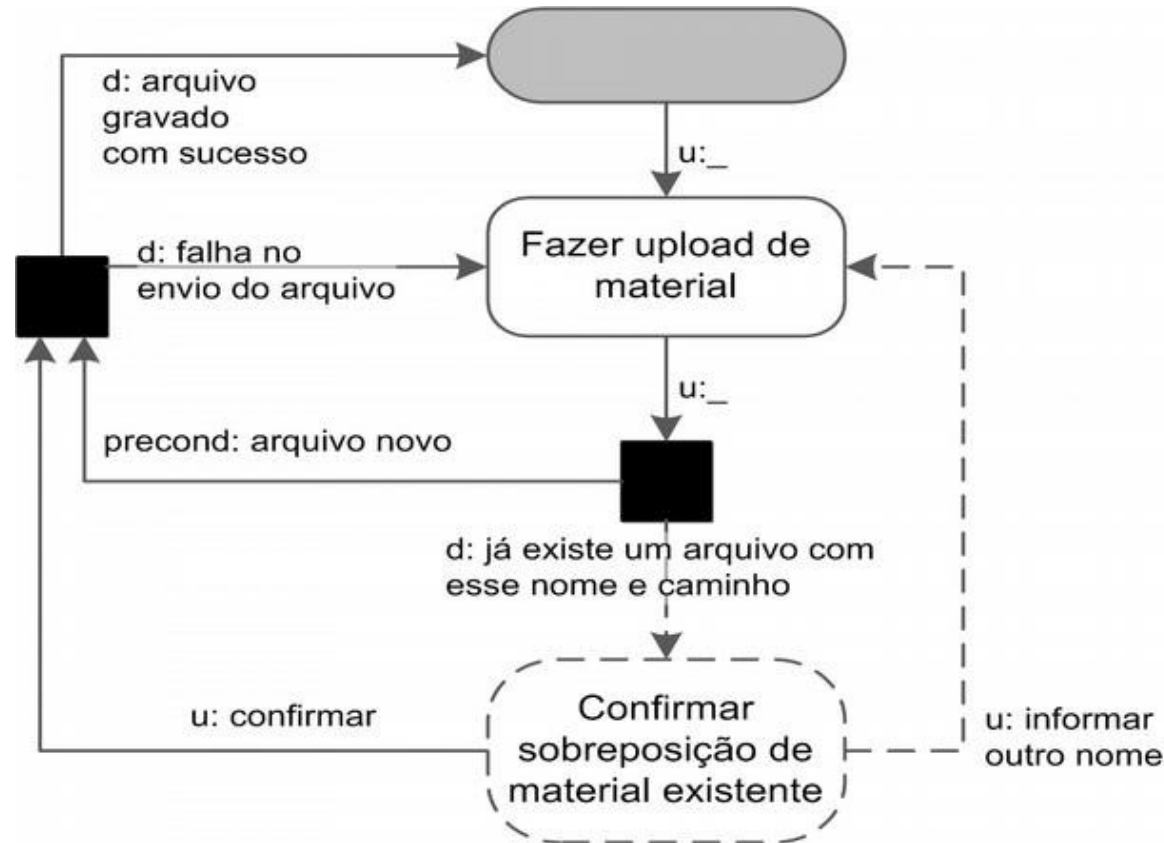 d: arquivo
gravado
com sucesso
u:_
d: falha no
envio do arquivo
Fazer upload de
material
u:_
precond: arquivo novo
d: já existe um arquivo com
esse nome e caminho
u: confirmar
Confirmar
sobreposição de
material existente
u: informar
outro nome